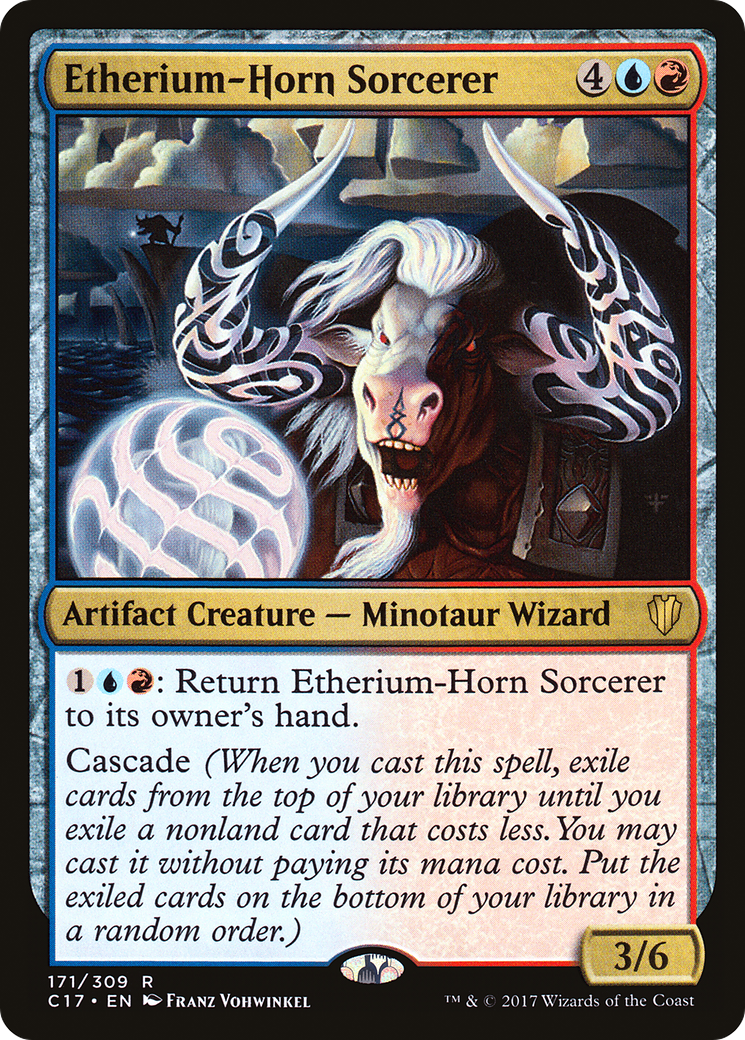 Etherium-Horn Sorcerer 4
Artifact Creature — Minotaur Wizard
1 : Return Etherium-Horn Sorcerer
to its owner's hand.
Cascade (When you cast this spell, exile
cards from the top of your library until you
exile a nonland card that costs less. You may
cast it without paying its mana cost. Put the
exiled cards on the bottom of your library in
a random order.)
3/6
171/309 R
C17 • EN Franz Vohwinkel
™ & © 2017 Wizards of the Coast